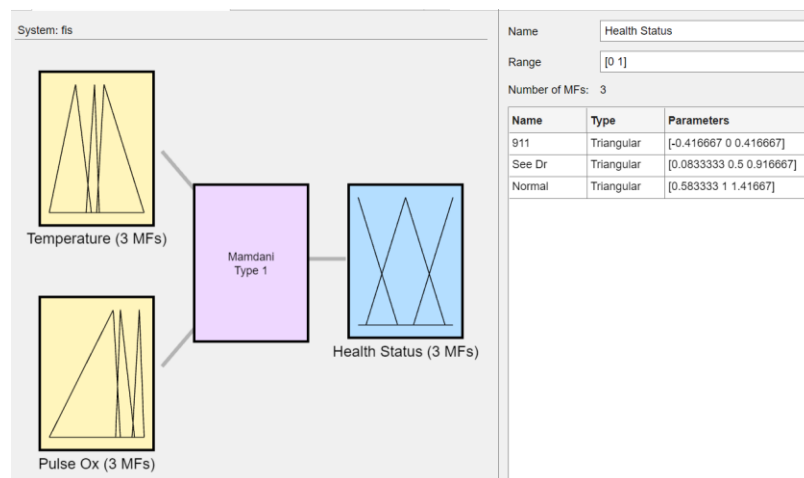 System: fis
Temperature (3 MFs)
Pulse Ox (3 MFs)
Mamdani
Type 1
Health Status (3 MFs)
Name Health Status
Range [0 1]
Number of MFs: 3
Name Type Parameters
911 Triangular [-0.416667 0 0.416667]
See Dr Triangular [0.0833333 0.5 0.916667]
Normal Triangular [0.583333 1 1.41667]